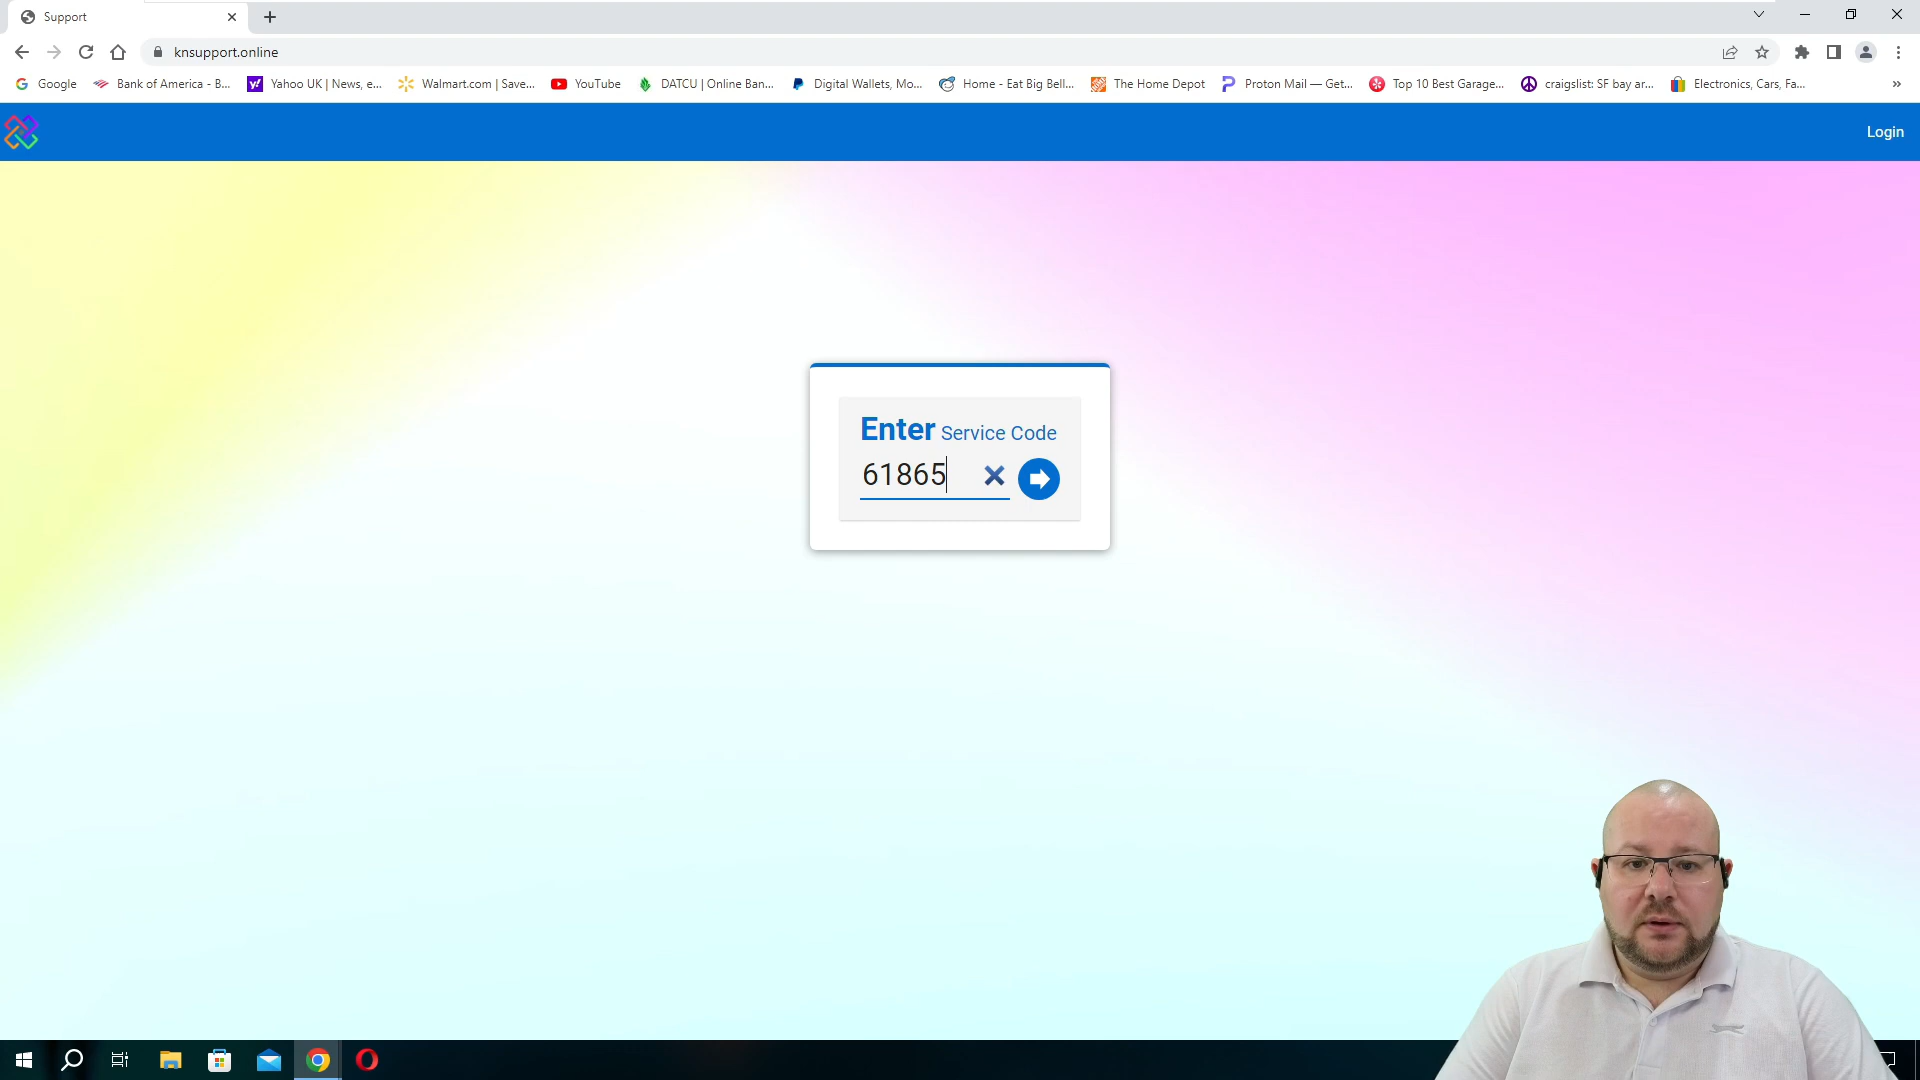 Support
knsupport.online
Google
Bank of America - B...
Yahoo UK | News, e...
Walmart.com | Save...
YouTube
DATCU | Online Ban...
Digital Wallets, Mo...
Home - Eat Big Bell...
The Home Depot
Proton Mail — Get...
Top 10 Best Garage...
craigslist: SF bay ar...
Electronics, Cars, Fa...
»
Login
Enter Service Code
61865